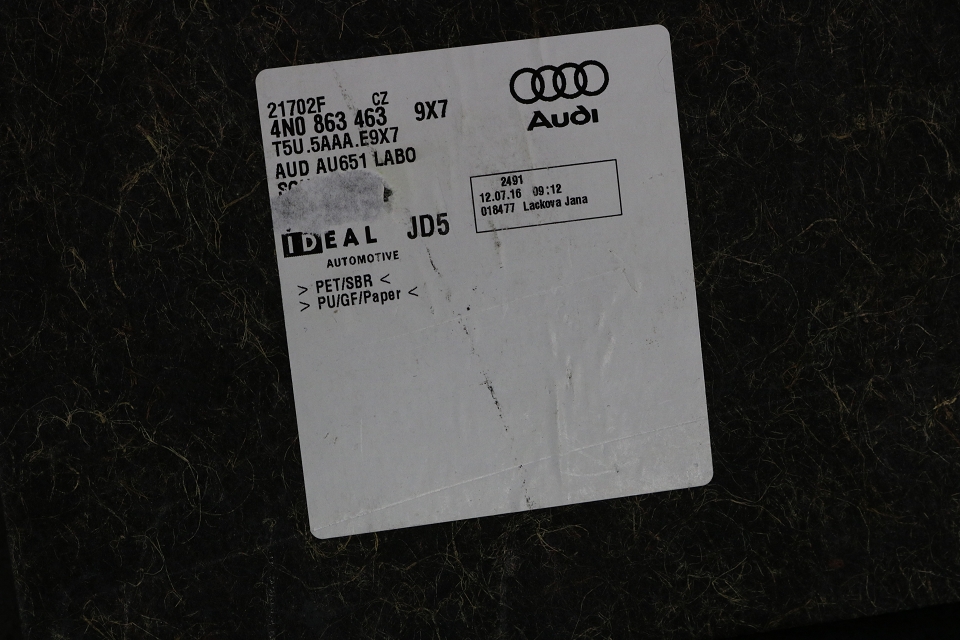 21702F CZ
4N0 863 463 9X7
T5U.5AAA.E9X7
AUD AU651 LABO
IDEAL JD5
AUTOMOTIVE
> PET/SBR <
> PU/GF/Paper <
Audi
2491
12.07.16 09:12
018477 Lackova Jana